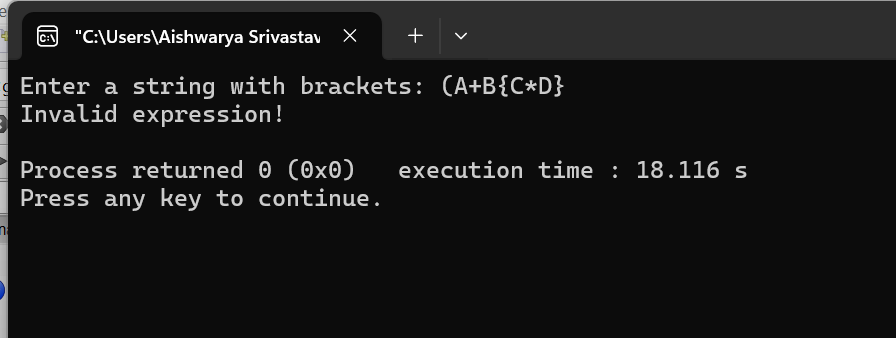 "C:\Users\Aishwarya Srivastav
Enter a string with brackets: (A+B{C*D}
Invalid expression!
Process returned 0 (0x0)   execution time : 18.116 s
Press any key to continue.